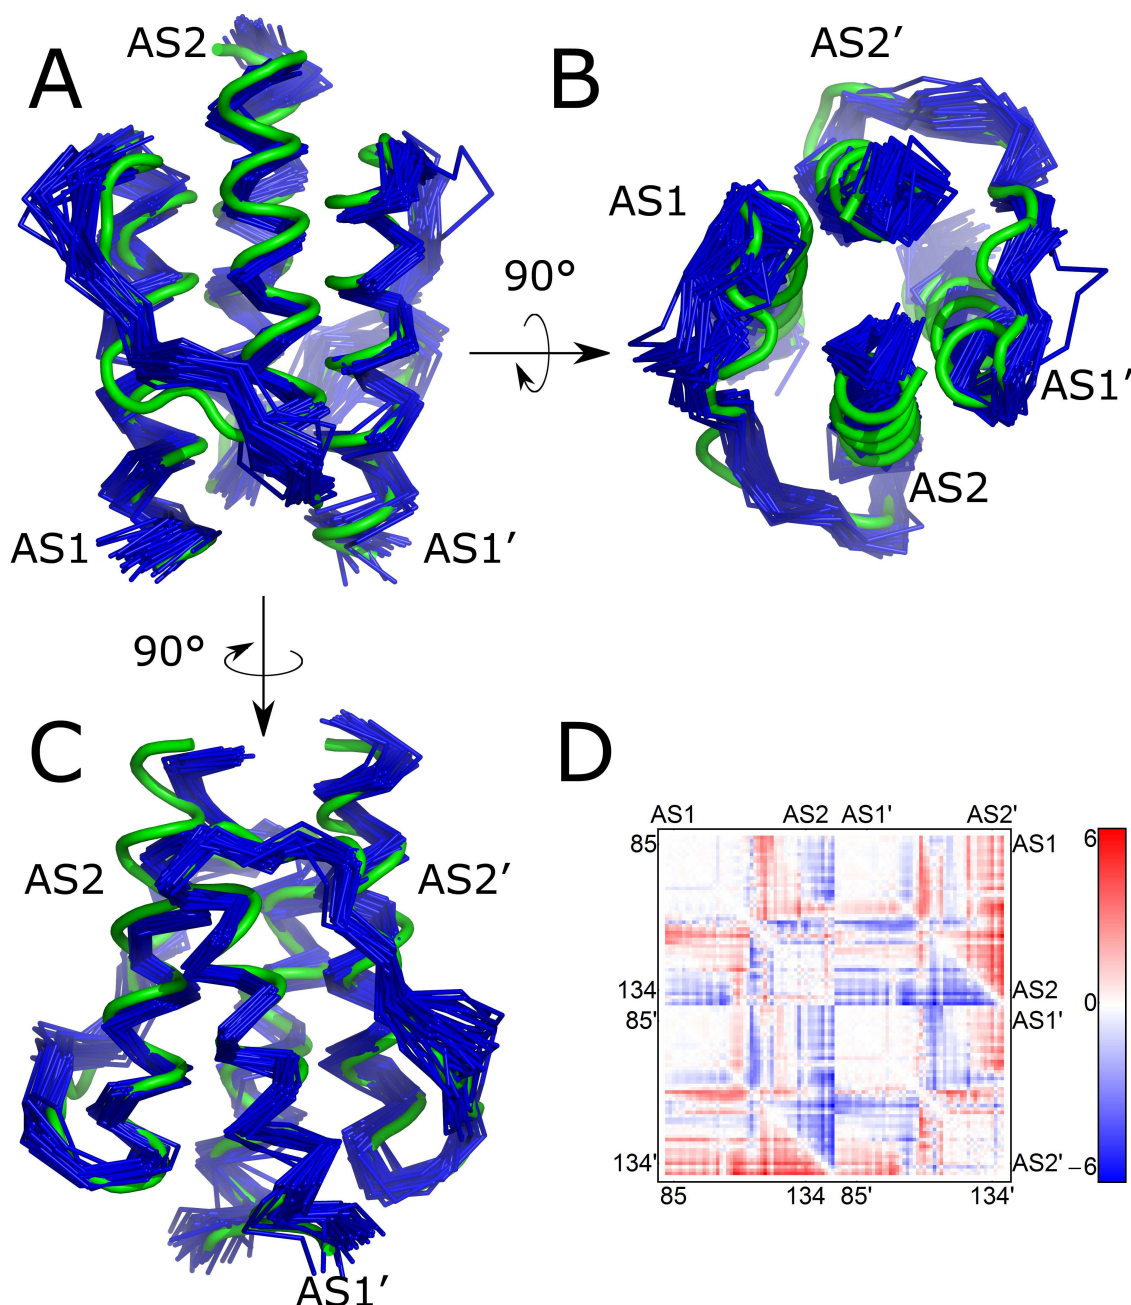 A
AS2
B
AS2′
AS1
90°
AS1′
AS2
AS1
AS1′
90°
C
D
AS2
AS2′
AS1′
AS1 AS2 AS1' AS2'
85 AS1 6
134 AS2 0
85' AS1'
134' AS2' −6
85 134 85' 134'